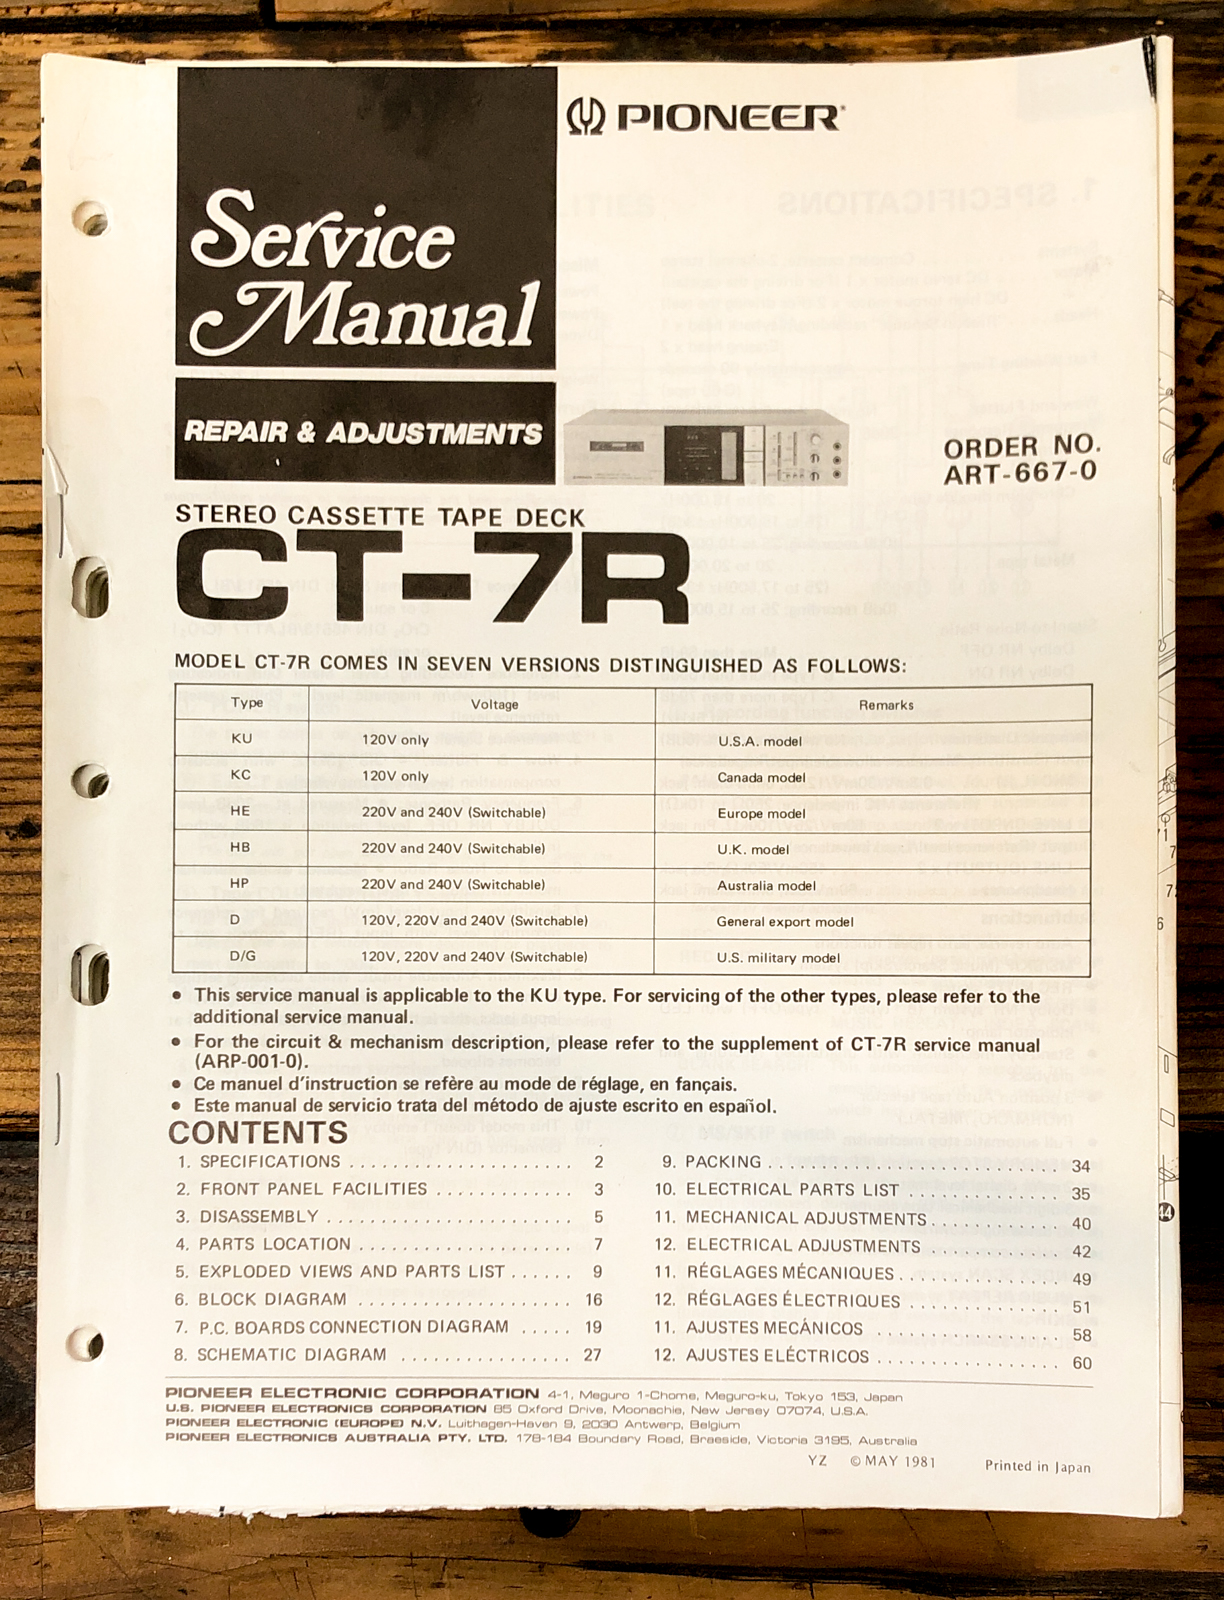 PIONEER
Service
Manual
REPAIR & ADJUSTMENTS
ORDER NO.
ART-667-0
STEREO CASSETTE TAPE DECK
CT-7R
MODEL CT-7R COMES IN SEVEN VERSIONS DISTINGUISHED AS FOLLOWS:
Type Voltage Remarks
KU 120V only U.S.A. model
KC 120V only Canada model
HE 220V and 240V (Switchable) Europe model
HB 220V and 240V (Switchable) U.K. model
HP 220V and 240V (Switchable) Australia model
D 120V, 220V and 240V (Switchable) General export model
D/G 120V, 220V and 240V (Switchable) U.S. military model
• This service manual is applicable to the KU type. For servicing of the other types, please refer to the
additional service manual.
• For the circuit & mechanism description, please refer to the supplement of CT-7R service manual
(ARP-001-0).
• Ce manuel d'instruction se refère au mode de réglage, en fançais.
• Este manual de servicio trata del método de ajuste escrito en español.
CONTENTS
1. SPECIFICATIONS . . . . . . . . . . . . . . . . . . . . . 2
2. FRONT PANEL FACILITIES . . . . . . . . . . . . . 3
3. DISASSEMBLY . . . . . . . . . . . . . . . . . . . . . . . 5
4. PARTS LOCATION . . . . . . . . . . . . . . . . . . . . 7
5. EXPLODED VIEWS AND PARTS LIST . . . . . . 9
6. BLOCK DIAGRAM . . . . . . . . . . . . . . . . . . . . 16
7. P.C. BOARDS CONNECTION DIAGRAM . . . . . 19
8. SCHEMATIC DIAGRAM . . . . . . . . . . . . . . . . 27
9. PACKING . . . . . . . . . . . . . . . . . . . . . . . . . . . 34
10. ELECTRICAL PARTS LIST . . . . . . . . . . . . . . 35
11. MECHANICAL ADJUSTMENTS . . . . . . . . . . . . 40
12. ELECTRICAL ADJUSTMENTS . . . . . . . . . . . . 42
11. RÉGLAGES MÉCANIQUES . . . . . . . . . . . . . . . 49
12. RÉGLAGES ÉLECTRIQUES . . . . . . . . . . . . . . 51
11. AJUSTES MECÁNICOS . . . . . . . . . . . . . . . . . 58
12. AJUSTES ELÉCTRICOS . . . . . . . . . . . . . . . . . 60
PIONEER ELECTRONIC CORPORATION 4-1, Meguro 1-Chome, Meguro-ku, Tokyo 153, Japan
U.S. PIONEER ELECTRONICS CORPORATION 85 Oxford Drive, Moonachie, New Jersey 07074, U.S.A.
PIONEER ELECTRONIC (EUROPE) N.V. Luithagen-Haven 9, 2030 Antwerp, Belgium
PIONEER ELECTRONICS AUSTRALIA PTY. LTD. 178-184 Boundary Road, Braeside, Victoria 3195, Australia
YZ © MAY 1981 Printed in Japan
44